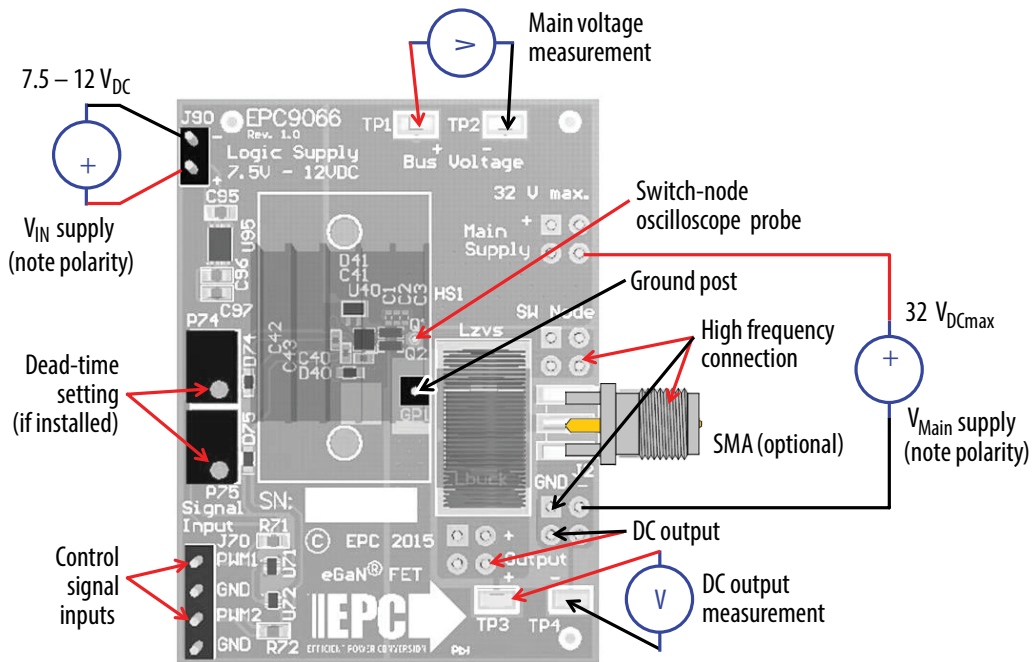 Main voltage
measurement
V
7.5 – 12 V_DC
+
V_IN supply
(note polarity)
J90
-
+
EPC9066
Rev. 1.0
Logic Supply
7.5V - 12VDC
TP1
TP2
+
-
Bus Voltage
32 V max.
+
Main
Supply
Switch-node
oscilloscope probe
Ground post
C95
U95
C96
C97
P74
D74
D75
P75
C42
C43
D41
C41
U40
C1
C2
C3
HS1
Q1
Q2
C40
D40
GP1
Lzvs
Lbuck
SW Node
High frequency
connection
32 V_DCmax
+
V_Main supply
(note polarity)
SMA (optional)
J2
GND
-
Dead-time
setting
(if installed)
Signal
Input
SN:
J70
R71
PWM1
U71
GND
PWM2
U72
GND
R72
Control
signal
inputs
© EPC 2015
eGaN® FET
EPC
EFFICIENT POWER CONVERSION
+
Output
+
-
TP3
TP4
DC output
V
DC output
measurement